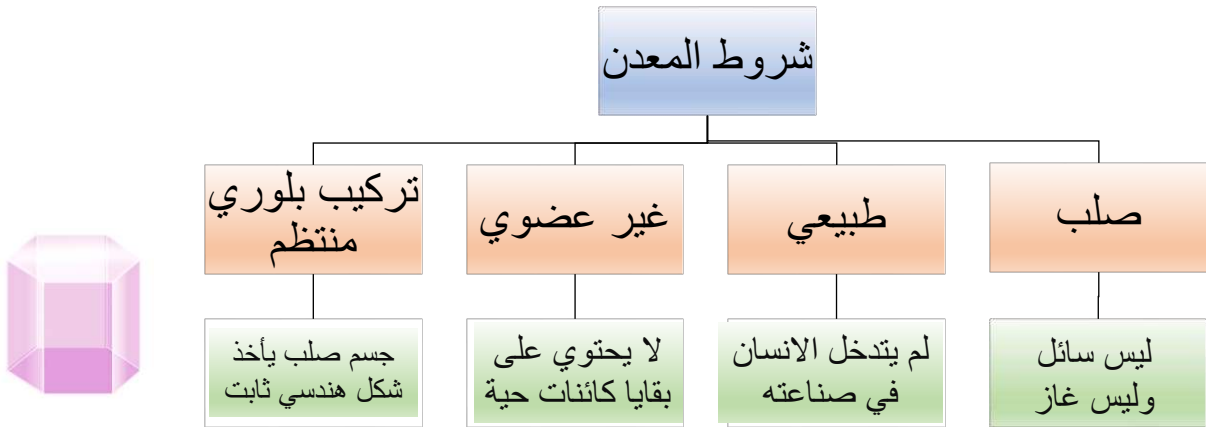 شروط المعدن
صلب
طبيعي
غير عضوي
تركيب بلوري
منتظم
ليس سائل
وليس غاز
لم يتدخل الانسان
في صناعته
لا يحتوي على
بقايا كائنات حية
جسم صلب يأخذ
شكل هندسي ثابت